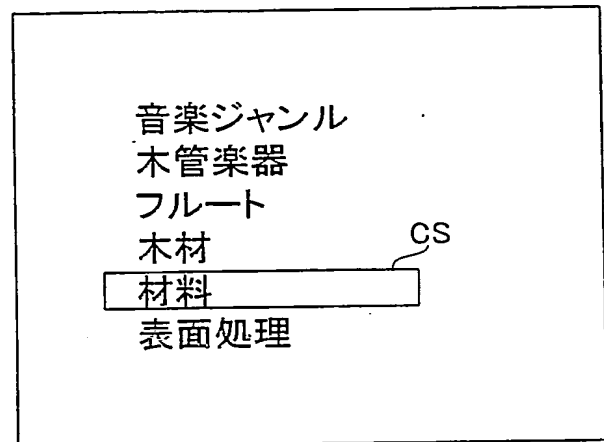 音楽ジャンル
木管楽器
フルート
木材
CS
材料
表面処理